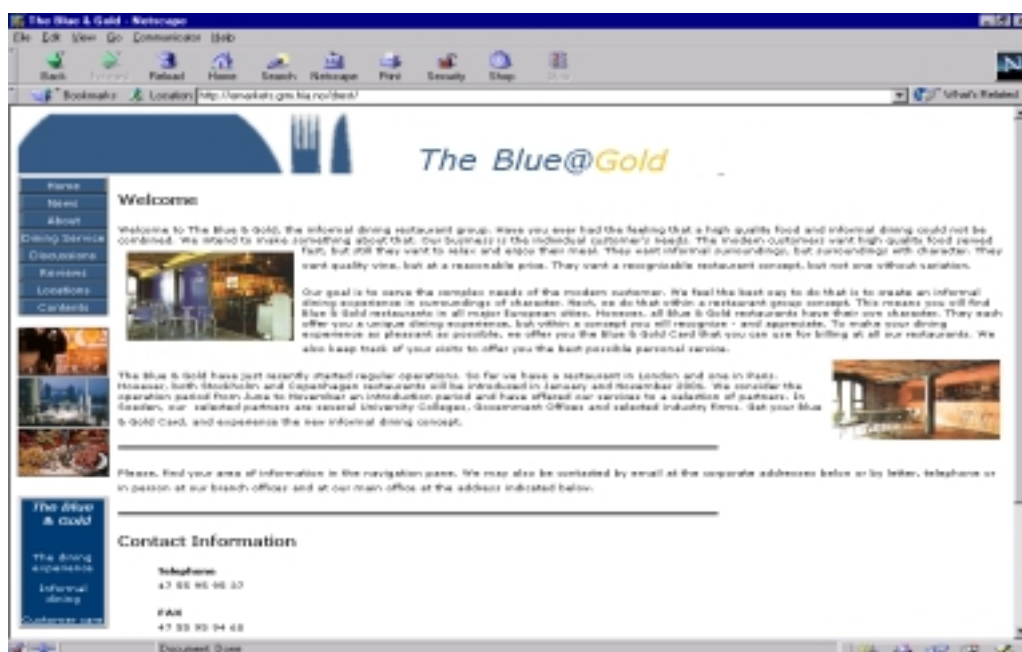 The Blue & Gold - Netscape
File Edit View Go Communicator Help
Back Forward Reload Home Search Netscape Print Security Shop Stop
Bookmarks Location: What's Related
The Blue@Gold
Home
News
About
Dining Service
Discussions
Reviews
Locations
Contents
Welcome
Welcome to The Blue & Gold, the informal dining restaurant group. Have you ever had the feeling that a high quality food and informal dining could not be
combined. We intend to make something about that. Our business is the individual customer's needs. The modern customers want high quality food served
fast, but still they want to relax and enjoy their meal. They want informal surroundings, but surroundings with character. They
want quality vine, but at a reasonable price. They want a recognizable restaurant concept, but not one without variation.
Our goal is to serve the complex needs of the modern customer. We feel the best way to do that is to create an informal
dining experience in surroundings of character. Next, we do that within a restaurant group concept. This means you will find
Blue & Gold restaurants in all major European cities. However, all Blue & Gold restaurants have their own character. They each
offer you a unique dining experience, but within a concept you will recognize - and appreciate. To make your dining
experience as pleasant as possible, we offer you the Blue & Gold Card that you can use for billing at all our restaurants. We
also keep track of your visits to offer you the best possible personal service.
The Blue & Gold have just recently started regular operations. So far we have a restaurant in London and one in Paris.
However, both Stockholm and Copenhagen restaurants will be introduced in January and November. We consider the
operation period from June to November an introduction period and have offered our services to a selection of partners. In
Sweden, our selected partners are several University Colleges, Government Offices and selected industry firms. Get your Blue
& Gold Card, and experience the new informal dining concept.
Please, find your area of information in the navigation pane. We may also be contacted by email at the corporate addresses below or by letter, telephone or
in person at our branch offices and at our main office at the address indicated below.
The Blue
& Gold
The dining
experience
Informal
dining
Customer care
Contact Information
Telephone
47 55 95 95 37
FAX
47 55 95 94 68
Document: Done